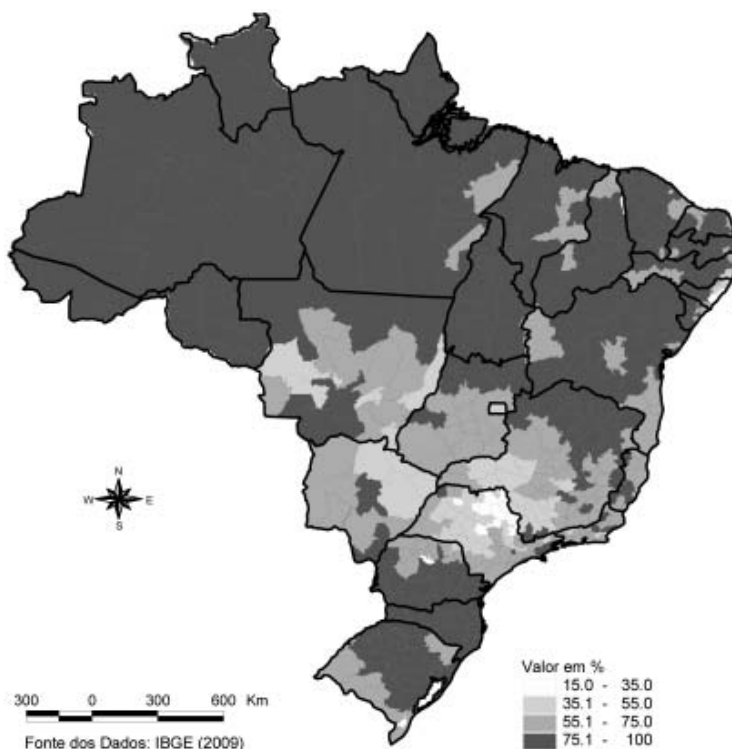 N
W E
S
300 0 300 600 Km
Fonte dos Dados: IBGE (2009)
Valor em %
15.0 - 35.0
35.1 - 55.0
55.1 - 75.0
75.1 - 100